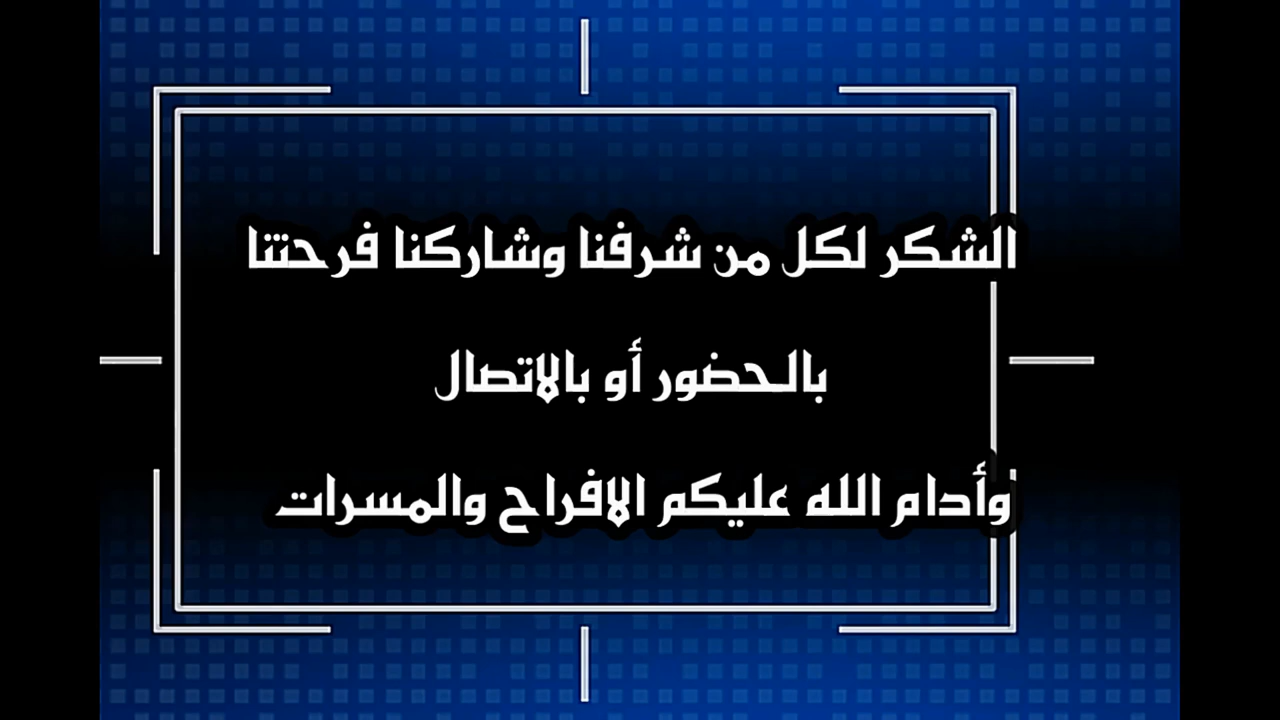 الشكر لكل من شرفنا وشاركنا فرحتنا
بالحضور أو بالاتصال
وأدام الله عليكم الافراح والمسرات